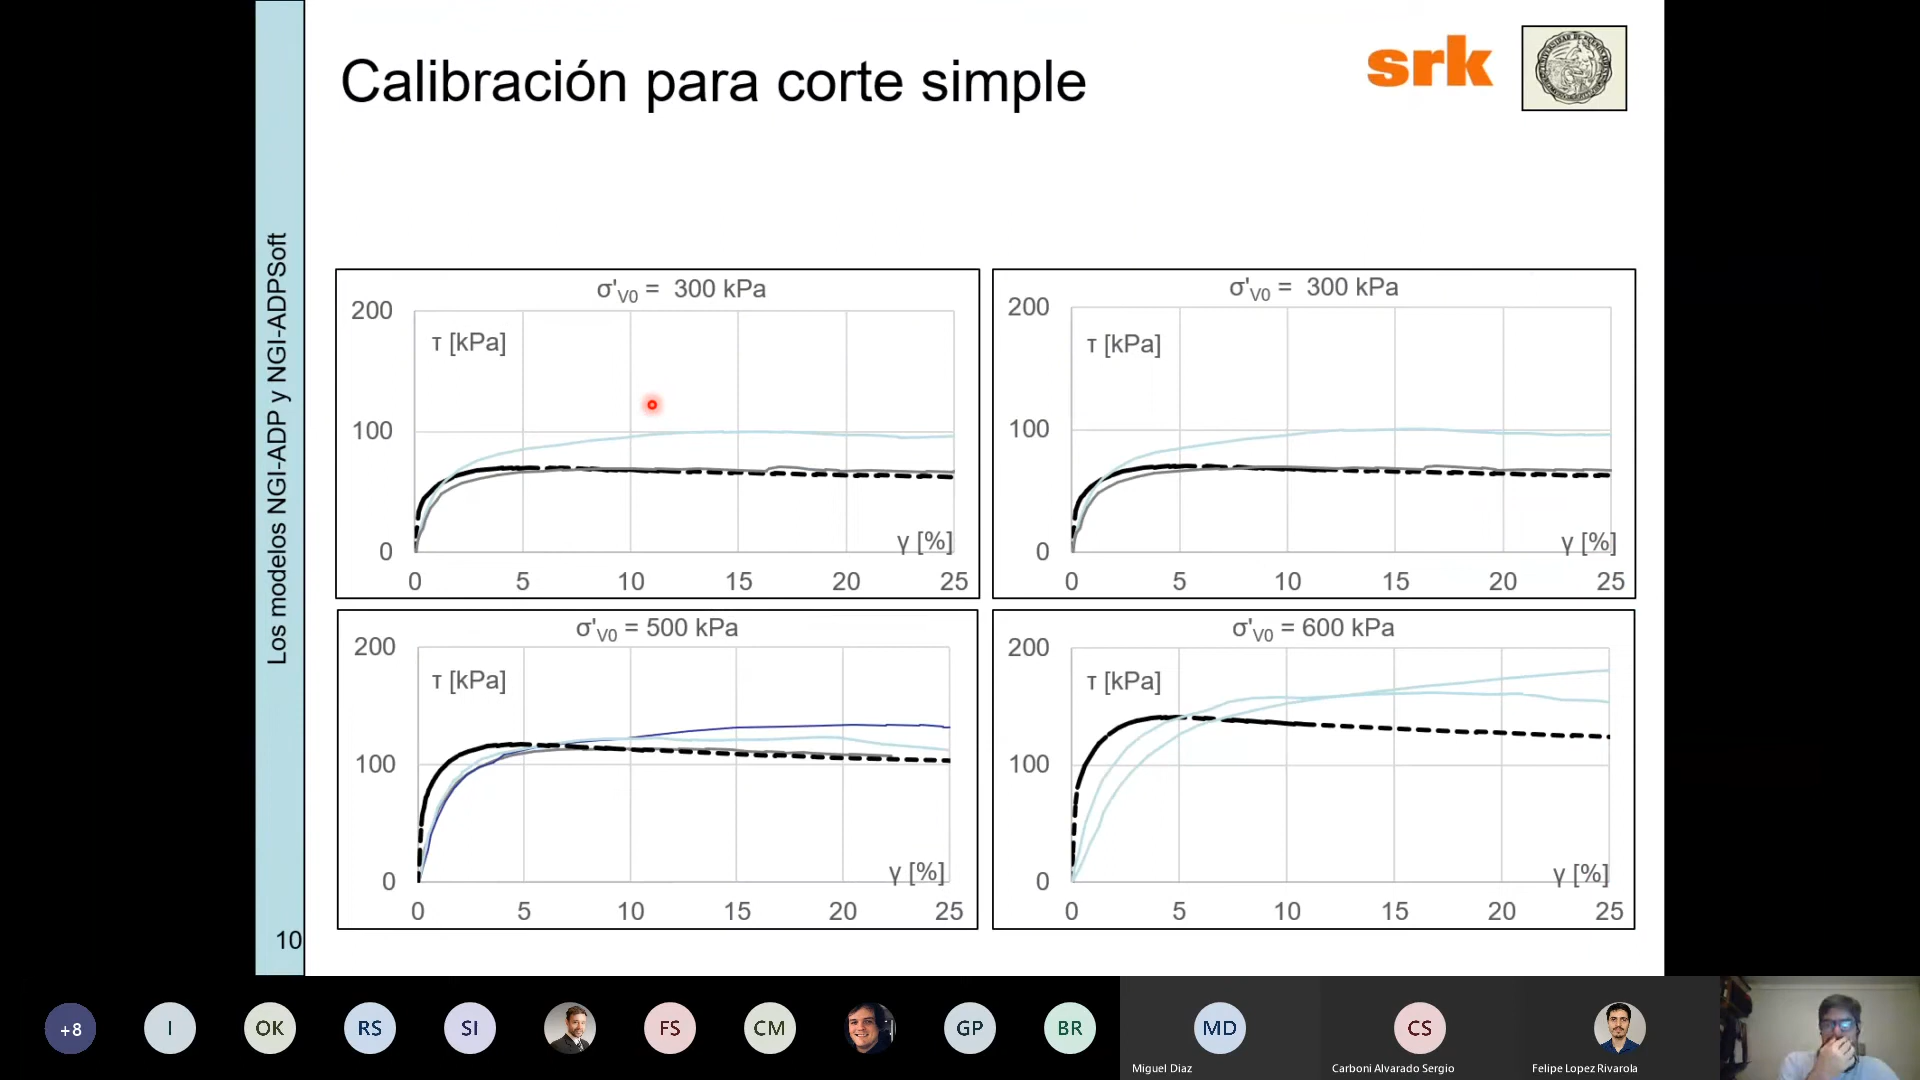 Calibración para corte simple
srk
Los modelos NGI-ADP y NGI-ADPSoft
10
σ'V0 = 300 kPa
200
τ [kPa]
100
0
γ [%]
0 5 10 15 20 25
σ'V0 = 300 kPa
200
τ [kPa]
100
0
γ [%]
0 5 10 15 20 25
σ'V0 = 500 kPa
200
τ [kPa]
100
0
γ [%]
0 5 10 15 20 25
σ'V0 = 600 kPa
200
τ [kPa]
100
0
γ [%]
0 5 10 15 20 25
+8 I OK RS SI FS CM GP BR MD CS
Miguel Diaz
Carboni Alvarado Sergio
Felipe Lopez Rivarola